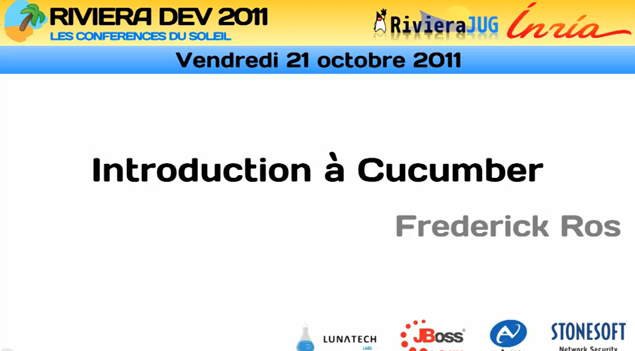 RIVIERA DEV 2011
LES CONFERENCES DU SOLEIL
RivieraJUG
Inria
Vendredi 21 octobre 2011
Introduction à Cucumber
Frederick Ros
LUNATECH
LABS
JBoss
STONESOFT
Network Security